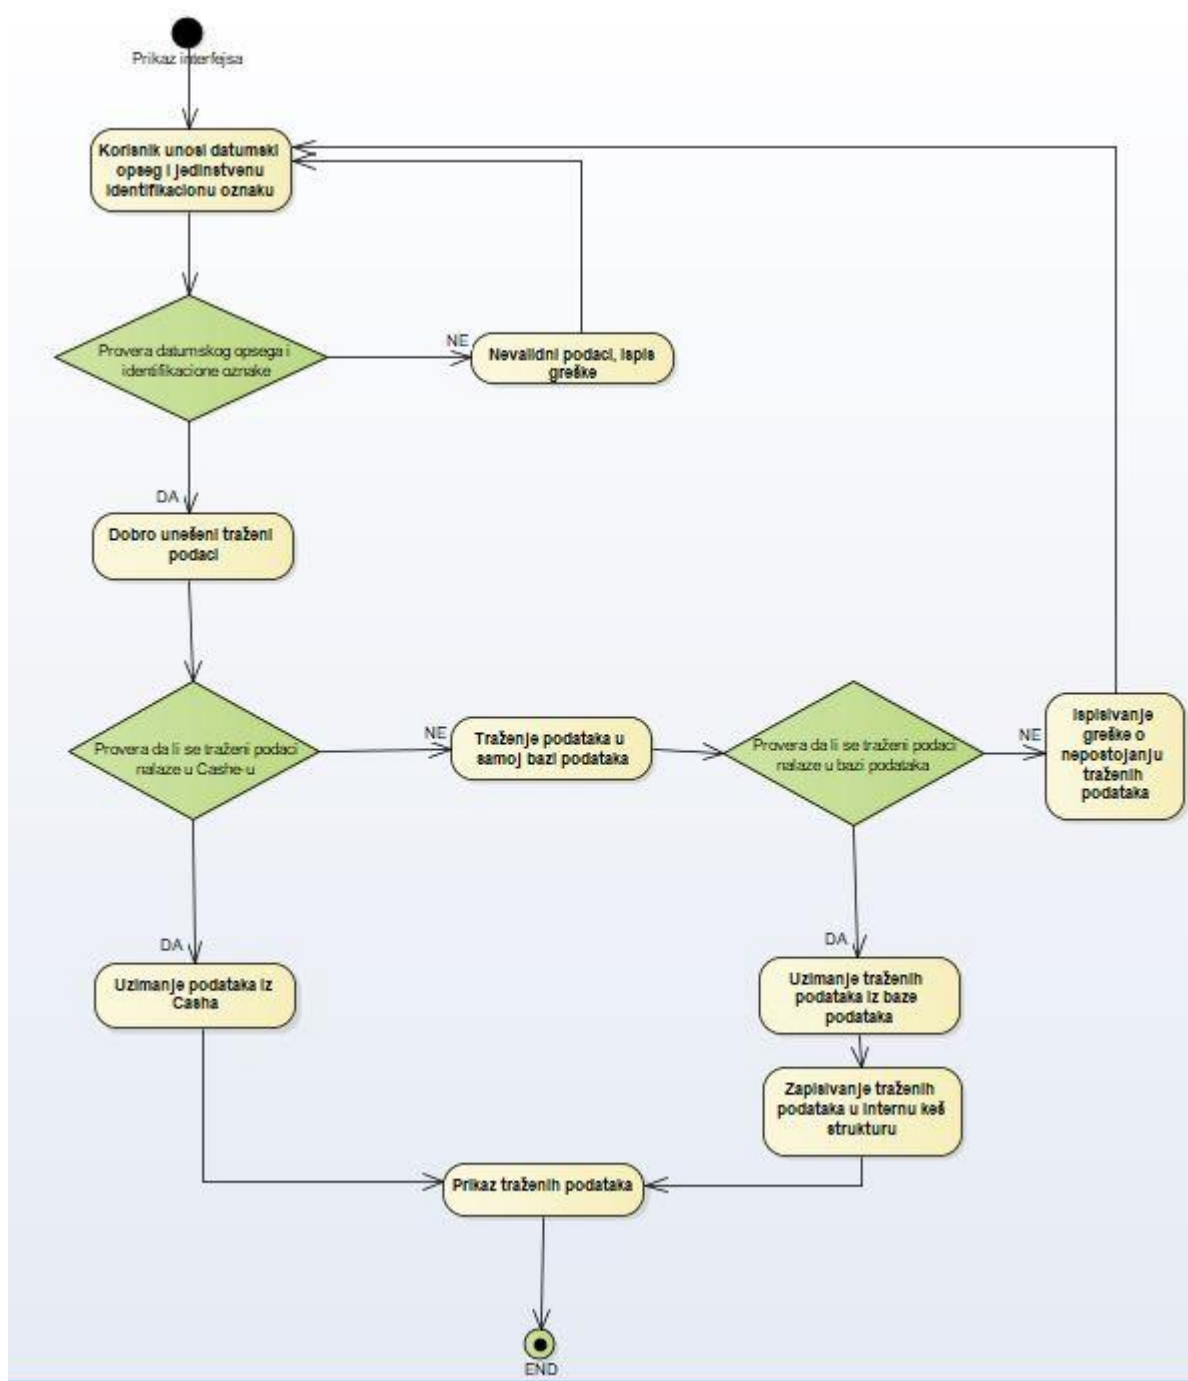 Prikaz interfejsa
Korisnik unosi datumski
opseg i jedinstvenu
identifikacionu oznaku
Provera datumskog opsega i
identifikacione oznake
NE
Nevalidni podaci, ispis
greške
DA
Dobro unešeni traženi
podaci
Provera da li se traženi podaci
nalaze u Cashe-u
NE
Traženje podataka u
samoj bazi podataka
Provera da li se traženi podaci
nalaze u bazi podataka
NE
Ispisivanje
greške o
nepostojanju
traženih
podataka
DA
Uzimanje podataka iz
Casha
DA
Uzimanje traženih
podataka iz baze
podataka
Zapisivanje traženih
podataka u internu keš
strukturu
Prikaz traženih podataka
END